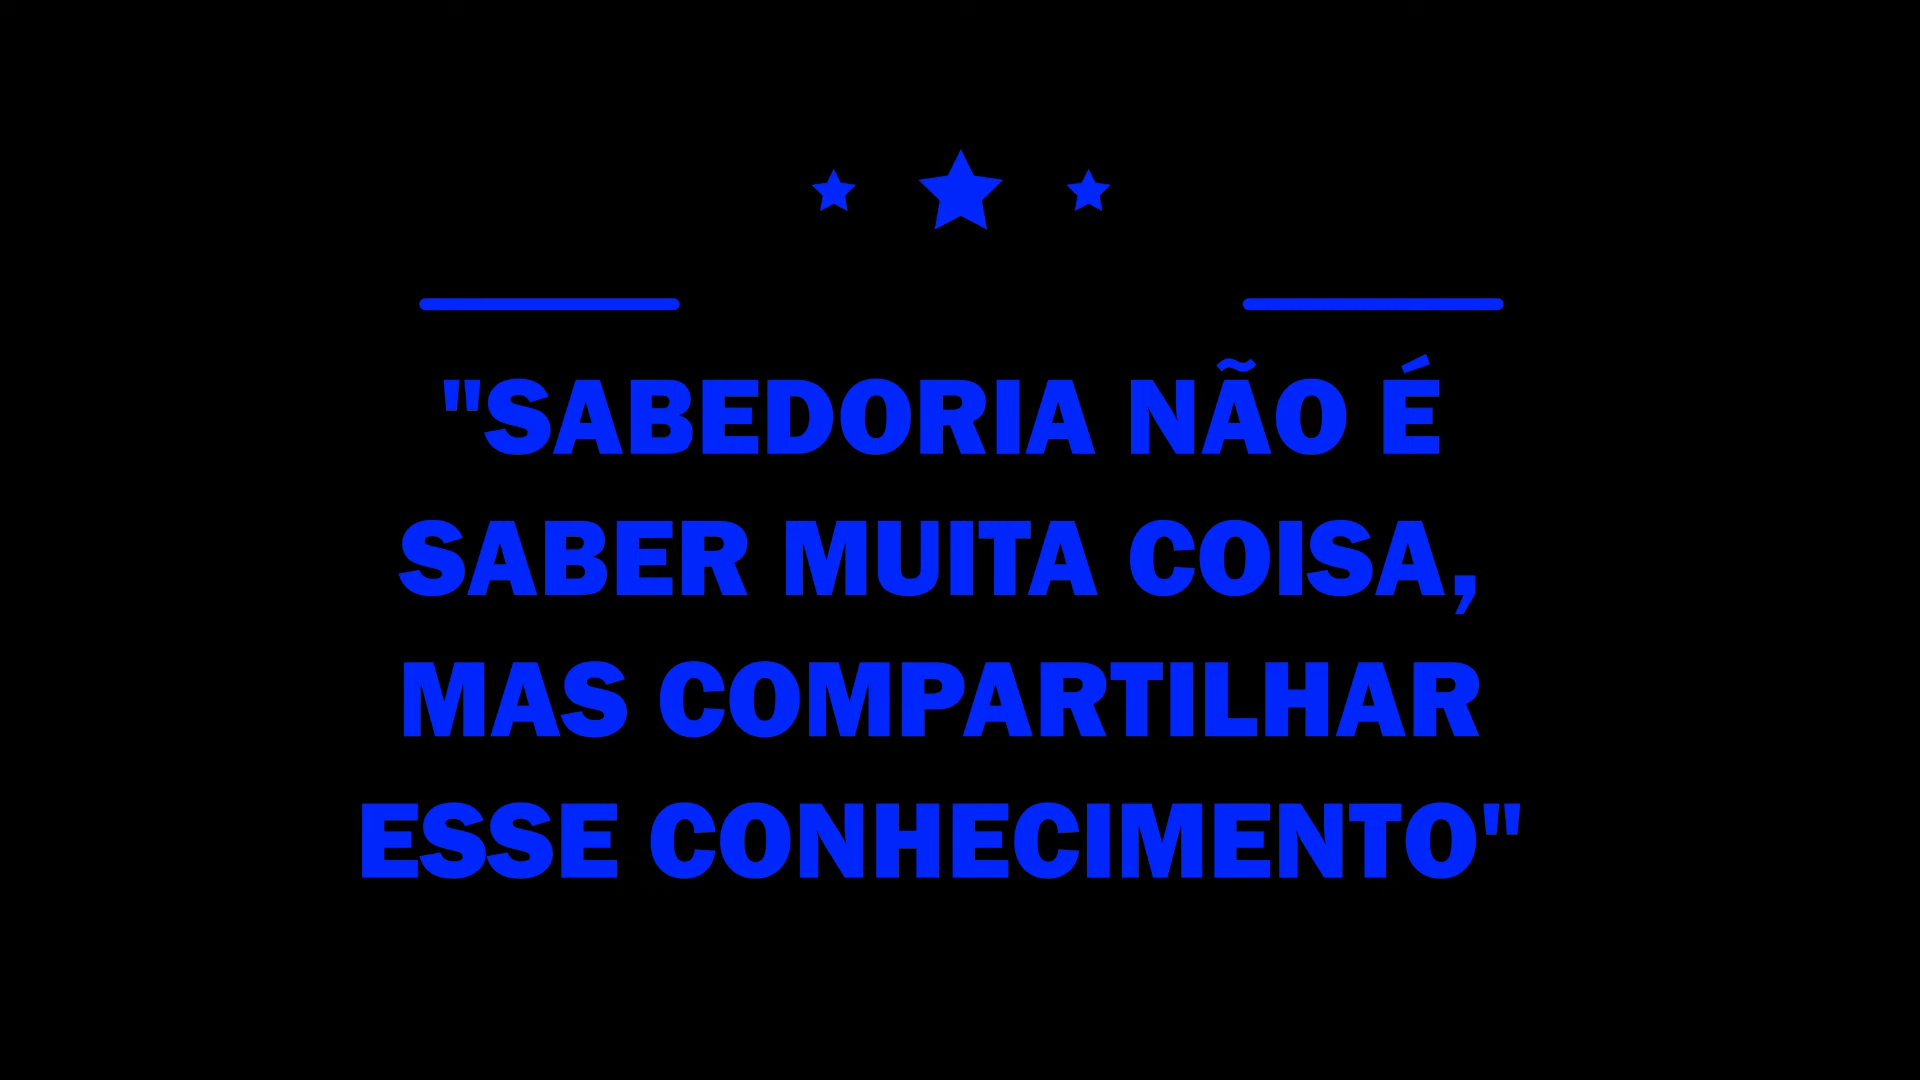 "SABEDORIA NÃO É
SABER MUITA COISA,
MAS COMPARTILHAR
ESSE CONHECIMENTO"